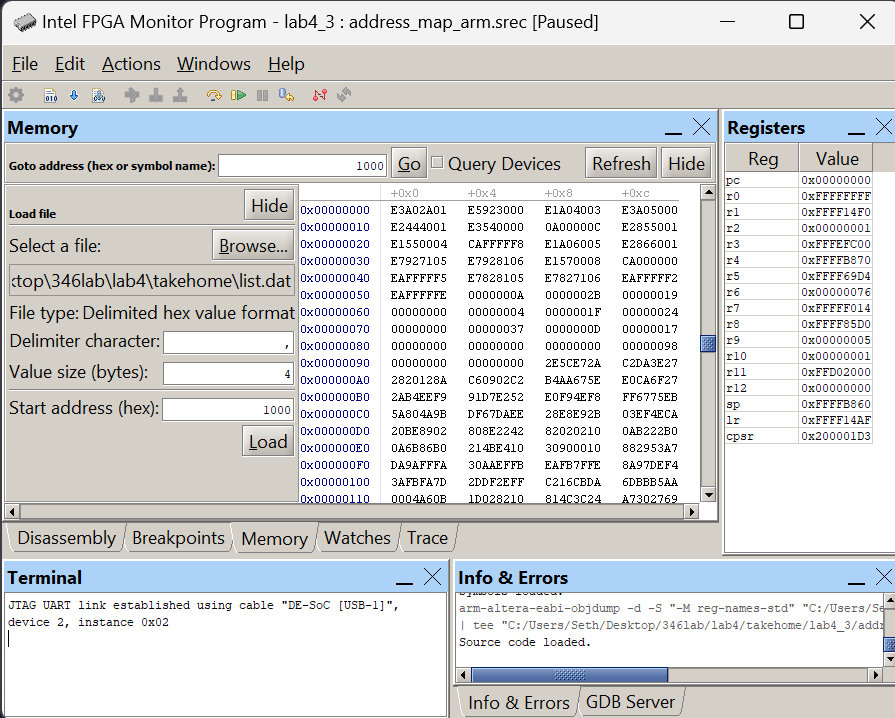 Intel FPGA Monitor Program - lab4_3 : address_map_arm.srec [Paused]
File Edit Actions Windows Help
Memory
Goto address (hex or symbol name): 1000 Go Query Devices Refresh Hide
Load file Hide
Select a file: Browse...
ktop\346lab\lab4\takehome\list.dat
File type: Delimited hex value format
Delimiter character: ,
Value size (bytes): 4
Start address (hex): 1000
Load
+0x0 +0x4 +0x8 +0xc
0x00000000 E3A02A01 E5923000 E1A04003 E3A05000
0x00000010 E2444001 E3540000 0A00000C E2855001
0x00000020 E1550004 CAFFFFF8 E1A06005 E2866001
0x00000030 E7927105 E7928106 E1570008 CA000000
0x00000040 EAFFFFF5 E7828105 E7827106 EAFFFFF2
0x00000050 EAFFFFFE 0000000A 0000002B 00000019
0x00000060 00000000 00000004 0000001F 00000024
0x00000070 00000000 00000037 0000000D 00000017
0x00000080 00000000 00000000 00000000 00000098
0x00000090 00000000 00000000 2E5CE72A C2DA3E27
0x000000A0 2820128A C60902C2 B4AA675E E0CA6F27
0x000000B0 2AB4EEF9 91D7E252 E0F94EF8 FF6775EB
0x000000C0 5A804A9B DF67DAEE 28E8E92B 03EF4ECA
0x000000D0 20BE8902 808E2242 82020210 0AB222B0
0x000000E0 0A6B86B0 214BE410 30900010 882953A7
0x000000F0 DA9AFFFA 30AAEFFB EAFB7FFE 8A97DEF4
0x00000100 3AFBFA7D 2DDF2EFF C216CBDA 6DBBB5AA
0x00000110 0004A60B 1D028210 814C3C24 A7302769
Disassembly Breakpoints Memory Watches Trace
Registers
Reg Value
pc 0x00000000
r0 0xFFFFFFFF
r1 0xFFFF14F0
r2 0x00000001
r3 0xFFFEFC00
r4 0xFFFFB870
r5 0xFFFF69D4
r6 0x00000076
r7 0xFFFFF014
r8 0xFFFF85D0
r9 0x00000005
r10 0x00000001
r11 0xFFD02000
r12 0x00000000
sp 0xFFFFB860
lr 0xFFFF14AF
cpsr 0x200001D3
Terminal
JTAG UART link established using cable "DE-SoC [USB-1]",
device 2, instance 0x02
Info & Errors
Symbols loaded.
arm-altera-eabi-objdump -d -S "-M reg-names-std" "C:/Users/Se
| tee "C:/Users/Seth/Desktop/346lab/lab4/takehome/lab4_3/addr
Source code loaded.
Info & Errors GDB Server